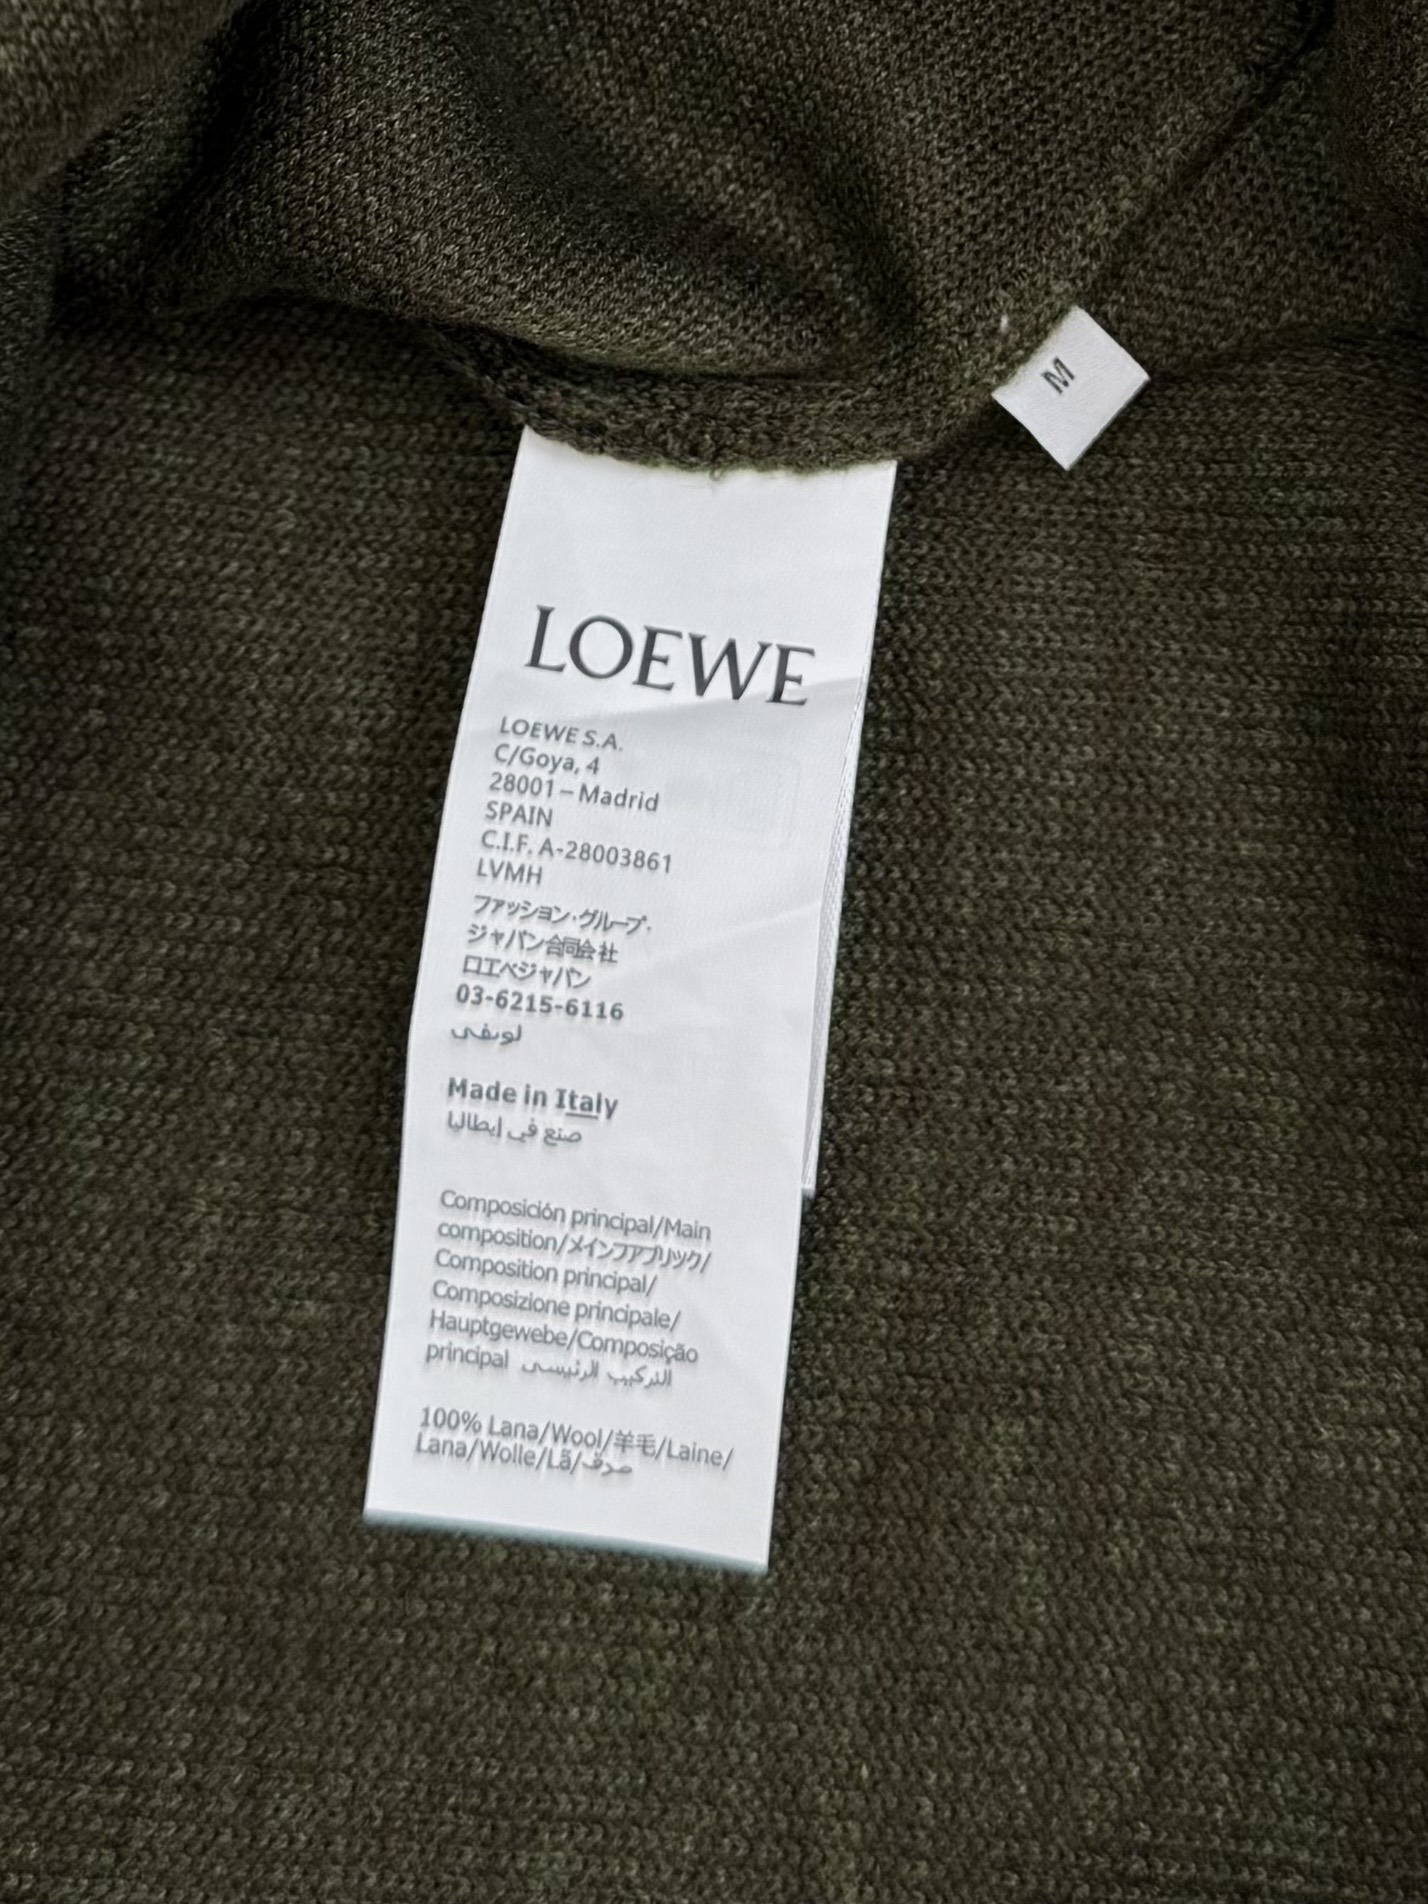 M
LOEWE
LOEWE S.A.
C/Goya, 4
28001 – Madrid
SPAIN
C.I.F. A-28003861
LVMH
ファッション・グループ・
ジャパン合同会社
ロエベジャパン
03-6215-6116
لويفى
Made in Italy
صنع في إيطاليا
Composición principal/Main
composition/メインファブリック/
Composition principal/
Composizione principale/
Hauptgewebe/Composição
principal التركيب الرئيسى
100% Lana/Wool/羊毛/Laine/
Lana/Wolle/Lã/صوف